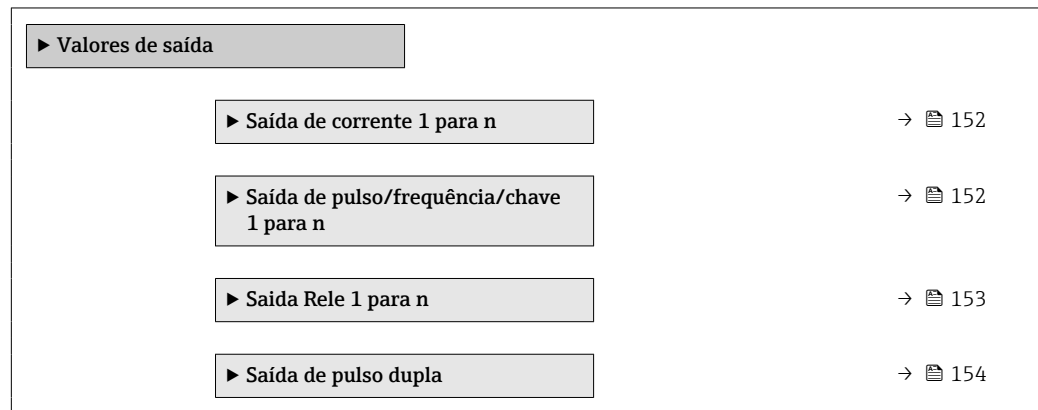 ▶ Valores de saída
▶ Saída de corrente 1 para n → 152
▶ Saída de pulso/frequência/chave
1 para n → 152
▶ Saida Rele 1 para n → 153
▶ Saída de pulso dupla → 154